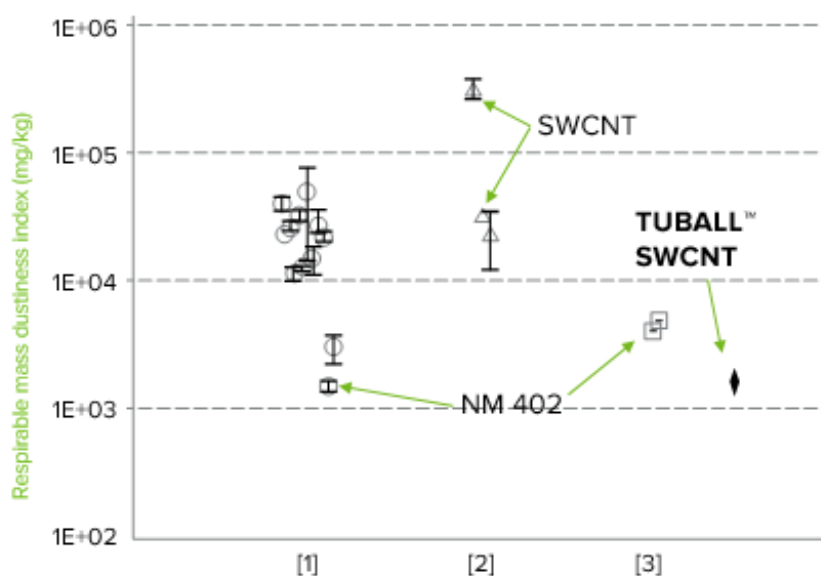 Respirable mass dustiness index (mg/kg)
1E+06
1E+05
1E+04
1E+03
1E+02
SWCNT
TUBALL™
SWCNT
NM 402
[1]
[2]
[3]